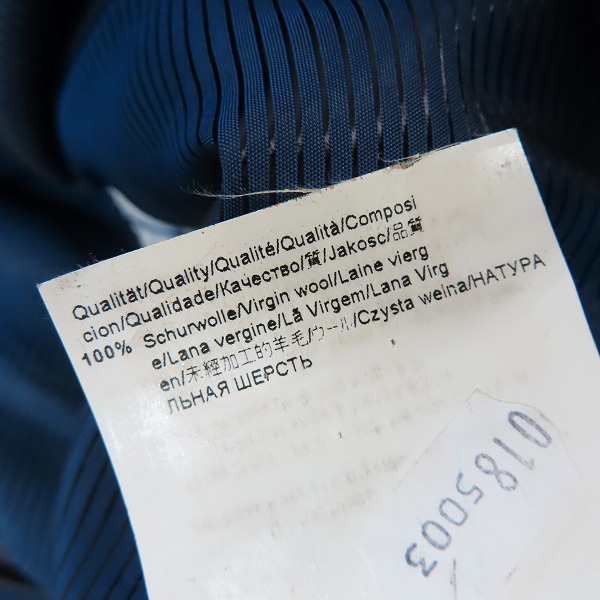 Qualität/Quality/Qualité/Qualità/Composi
cion/Qualidade/Качество/質/Jakosc/品質
100% Schurwolle/Virgin wool/Laine vierg
e/Lana vergine/Lã Virgem/Lana Virg
en/未經加工的羊毛/ウール/Czysta welna/НАТУРА
ЛЬНАЯ ШЕРСТЬ
0185003